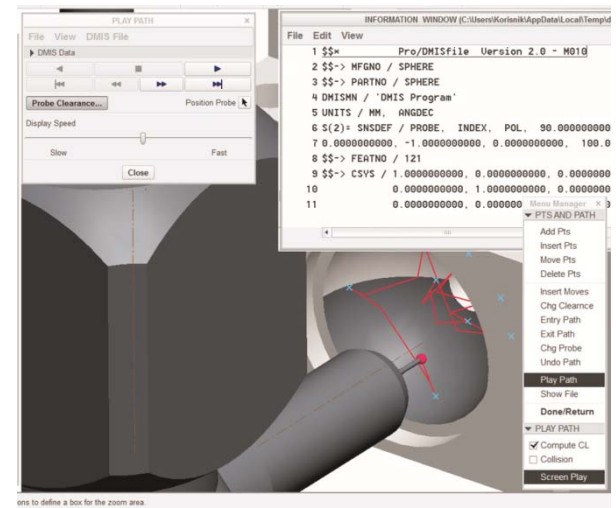 PLAY PATH
File View DMIS File
DMIS Data
Probe Clearance...
Position Probe
Display Speed
Slow Fast
Close
INFORMATION WINDOW (C:\Users\Korisnik\AppData\Local\Temp\d
File Edit View
1 $$* Pro/DMISfile Version 2.0 - M010
2 $$-> MFGNO / SPHERE
3 $$-> PARTNO / SPHERE
4 DMISMN / 'DMIS Program'
5 UNITS / MM, ANGDEC
6 S(2)= SNSDEF / PROBE, INDEX, POL, 90.000000000
7 0.0000000000, -1.0000000000, 0.0000000000, 100.0
8 $$-> FEATNO / 121
9 $$-> CSYS / 1.0000000000, 0.0000000000, 0.0000000
10 0.0000000000, 1.0000000000, 0.0000000
11 0.0000000000, 0.000000
Menu Manager
PTS AND PATH
Add Pts
Insert Pts
Move Pts
Delete Pts
Insert Moves
Chg Clearnce
Entry Path
Exit Path
Chg Probe
Undo Path
Play Path
Show File
Done/Return
PLAY PATH
Compute CL
Collision
Screen Play
ons to define a box for the zoom area.